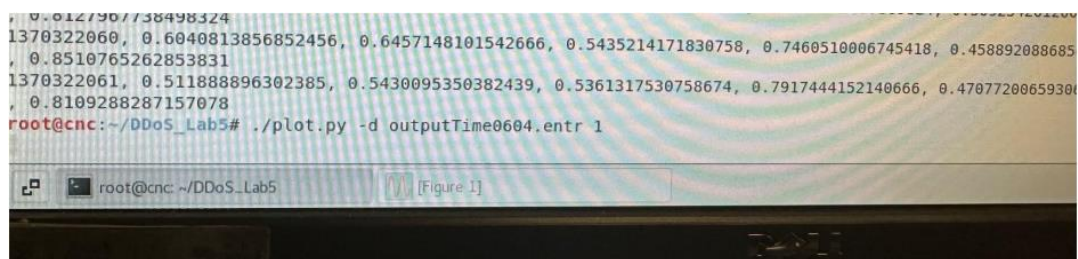 , 0.8127967738498324
1370322060, 0.6040813856852456, 0.6457148101542666, 0.5435214171830758, 0.7460510006745418, 0.458892088685
, 0.8510765262853831
1370322061, 0.511888896302385, 0.5430095350382439, 0.5361317530758674, 0.7917444152140666, 0.4707720065930
, 0.8109288287157078
root@cnc:~/DDoS_Lab5# ./plot.py -d outputTime0604.entr 1
root@cnc: ~/DDoS_Lab5
[Figure 1]
DELL